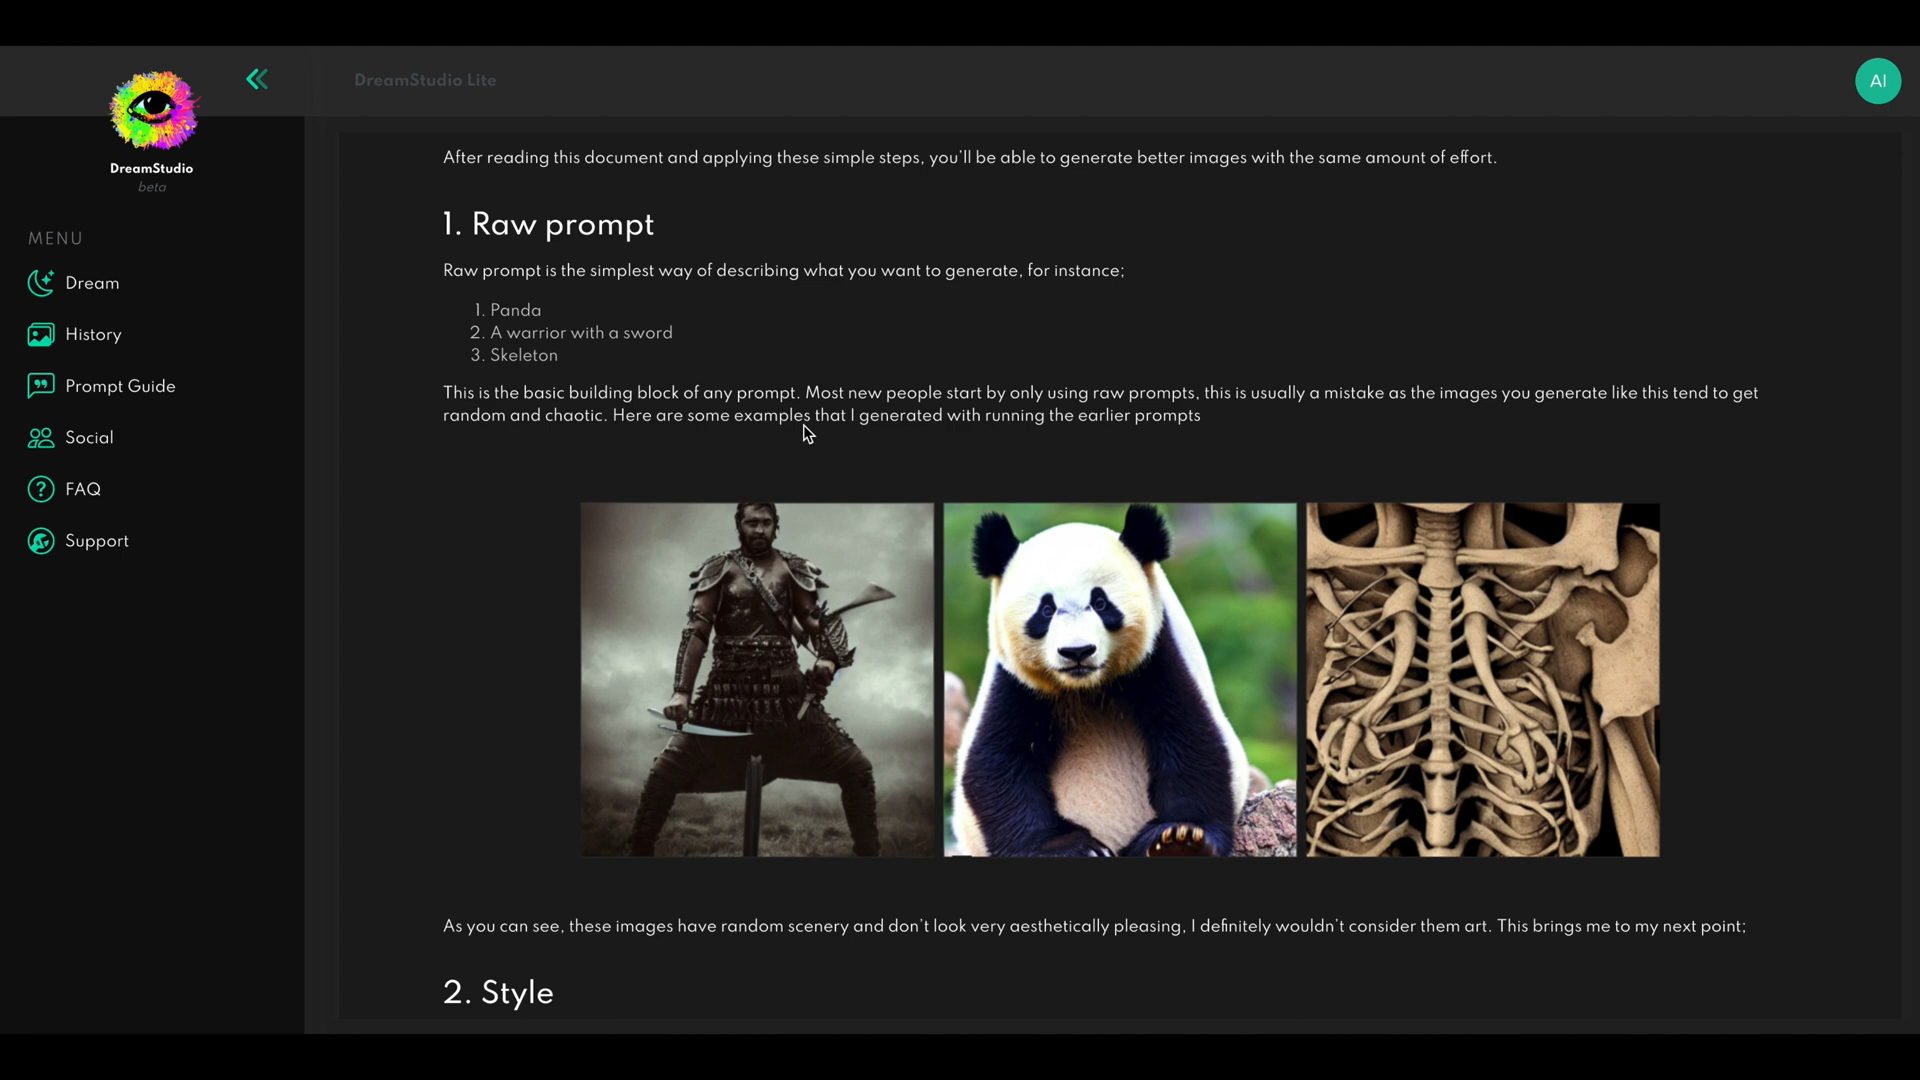 DreamStudio Lite
AI
DreamStudio
beta
MENU
Dream
History
Prompt Guide
Social
FAQ
Support
After reading this document and applying these simple steps, you'll be able to generate better images with the same amount of effort.
1. Raw prompt
Raw prompt is the simplest way of describing what you want to generate, for instance;
1. Panda
2. A warrior with a sword
3. Skeleton
This is the basic building block of any prompt. Most new people start by only using raw prompts, this is usually a mistake as the images you generate like this tend to get
random and chaotic. Here are some examples that I generated with running the earlier prompts
As you can see, these images have random scenery and don't look very aesthetically pleasing, I definitely wouldn't consider them art. This brings me to my next point;
2. Style